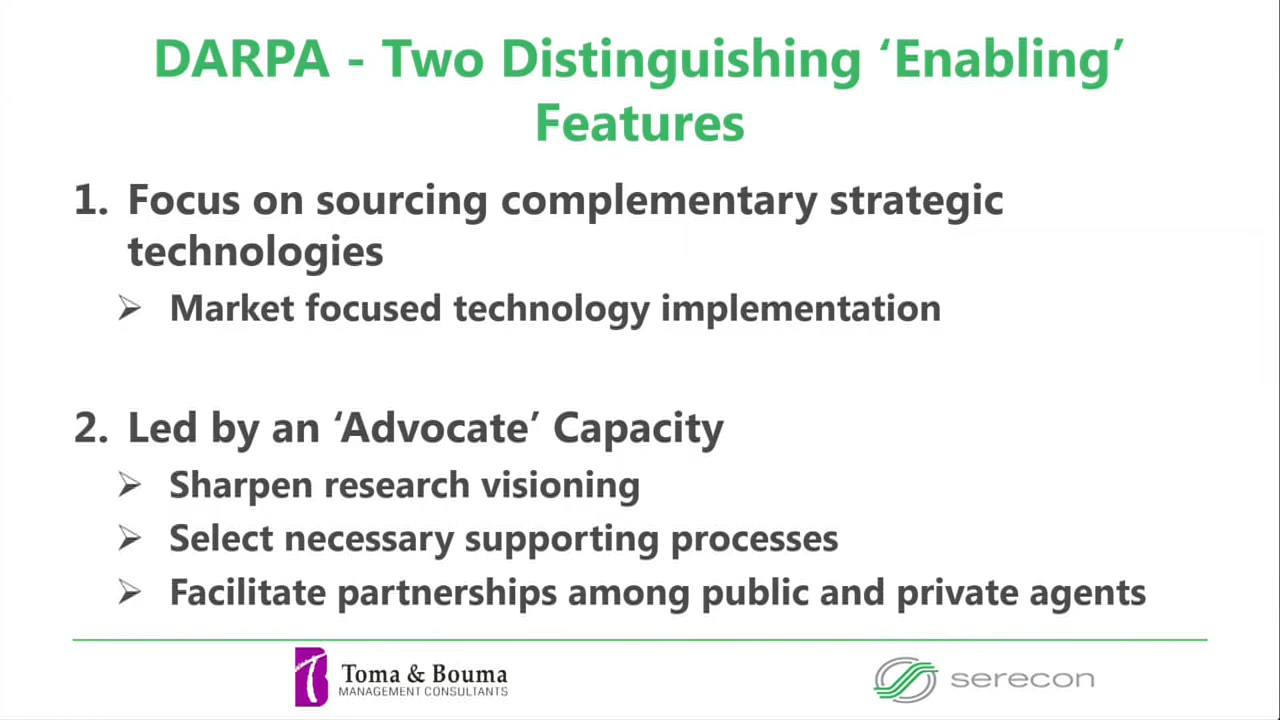 DARPA - Two Distinguishing ‘Enabling’
Features
1. Focus on sourcing complementary strategic
technologies
➢ Market focused technology implementation
2. Led by an ‘Advocate’ Capacity
➢ Sharpen research visioning
➢ Select necessary supporting processes
➢ Facilitate partnerships among public and private agents
Toma & Bouma
MANAGEMENT CONSULTANTS
serecon